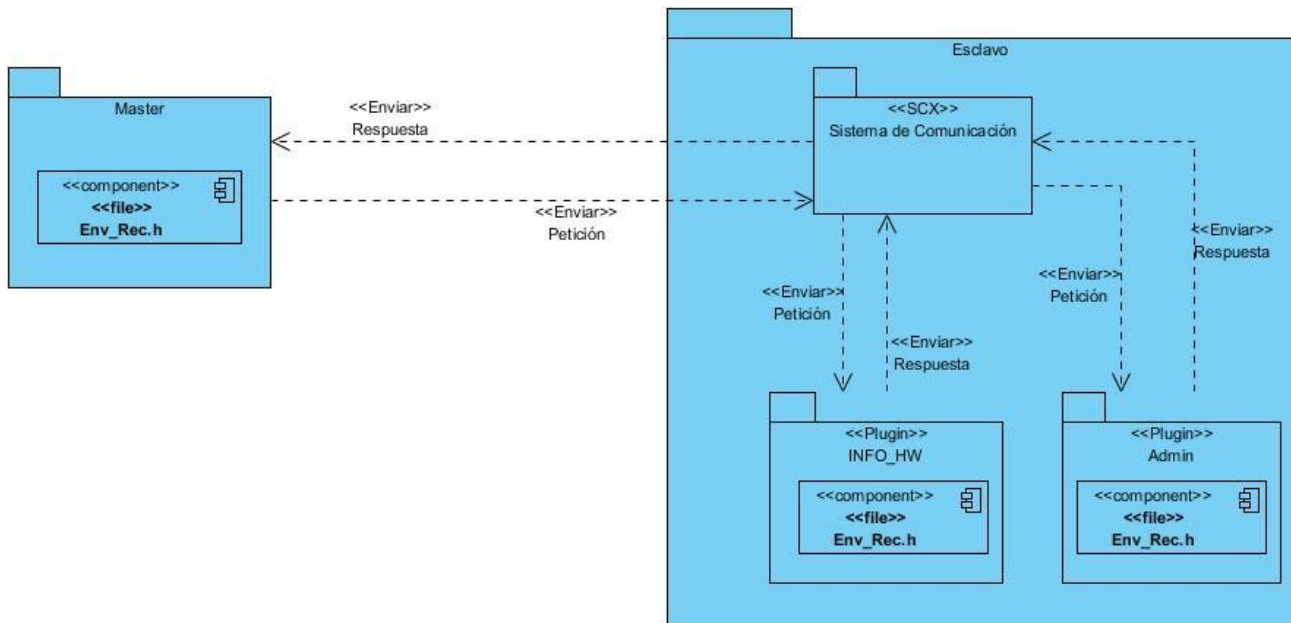 Esclavo
Master
<<component>>
<<file>>
Env_Rec.h
<<Enviar>>
Respuesta
<<Enviar>>
Petición
<<SCX>>
Sistema de Comunicación
<<Enviar>>
Petición
<<Enviar>>
Respuesta
<<Enviar>>
Petición
<<Enviar>>
Respuesta
<<Plugin>>
INFO_HW
<<component>>
<<file>>
Env_Rec.h
<<Plugin>>
Admin
<<component>>
<<file>>
Env_Rec.h